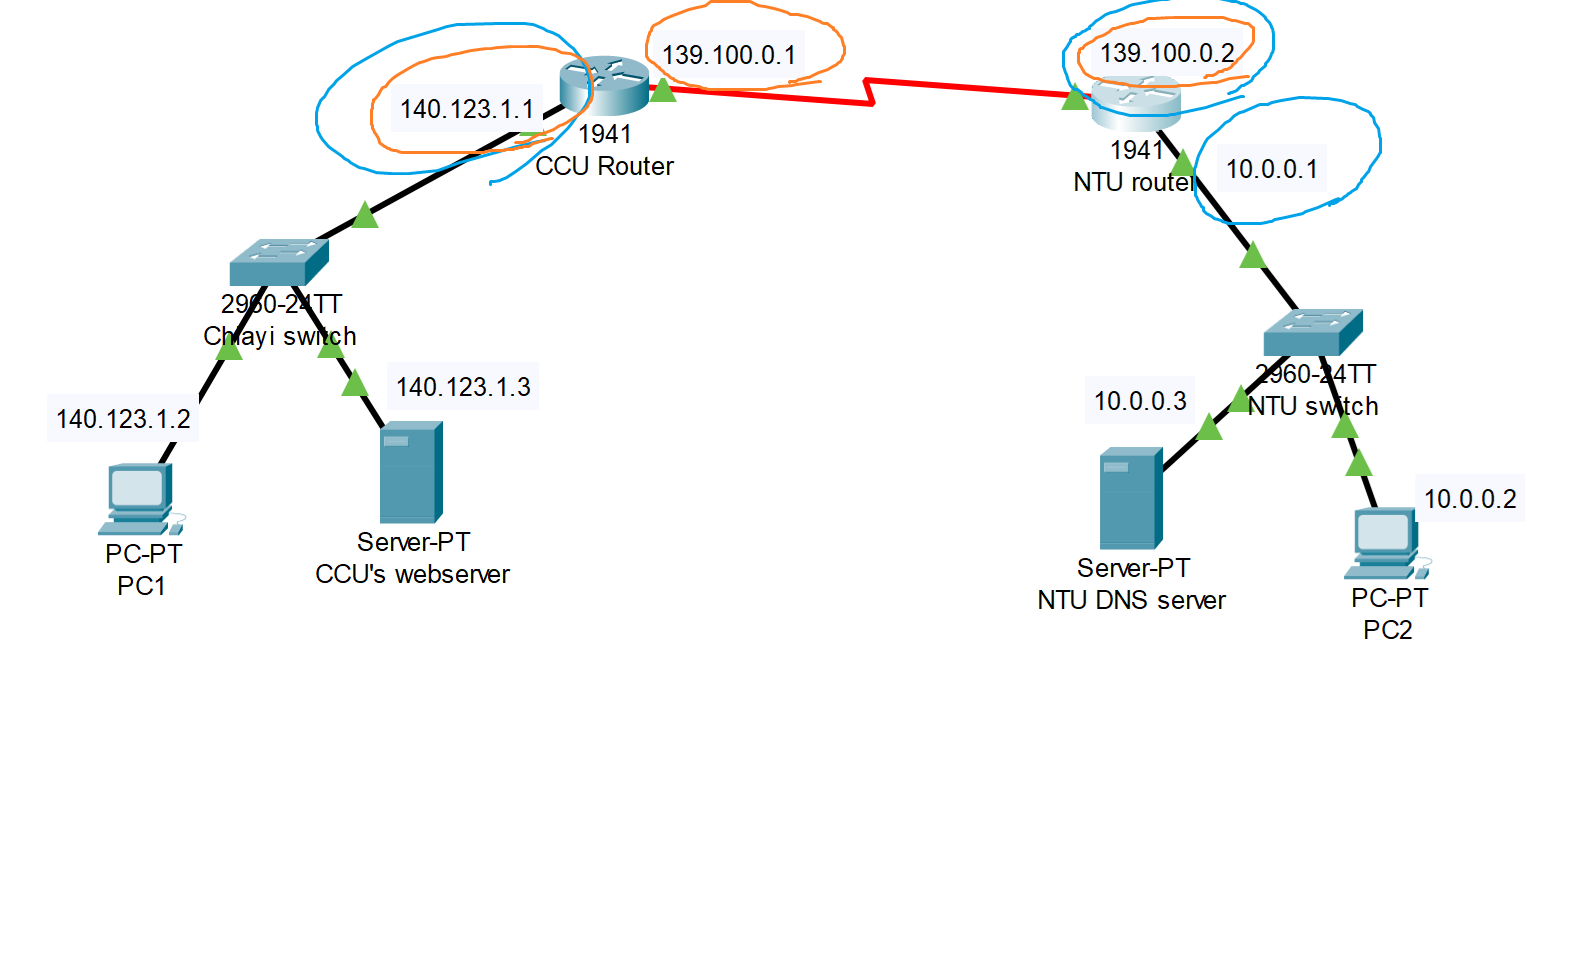 139.100.0.1
139.100.0.2
140.123.1.1
1941
CCU Router
1941
NTU router
10.0.0.1
2960-24TT
Chiayi switch
140.123.1.3
140.123.1.2
2960-24TT
NTU switch
10.0.0.3
10.0.0.2
PC-PT
PC1
Server-PT
CCU's webserver
Server-PT
NTU DNS server
PC-PT
PC2